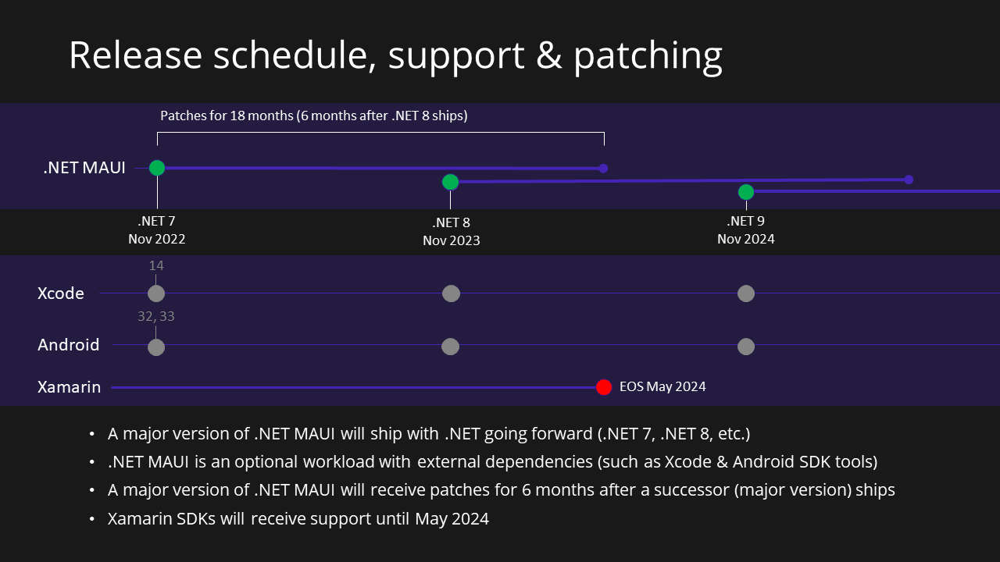 Release schedule, support & patching
Patches for 18 months (6 months after .NET 8 ships)
.NET MAUI
.NET 7
Nov 2022
.NET 8
Nov 2023
.NET 9
Nov 2024
14
Xcode
32, 33
Android
Xamarin
EOS May 2024
• A major version of .NET MAUI will ship with .NET going forward (.NET 7, .NET 8, etc.)
• .NET MAUI is an optional workload with external dependencies (such as Xcode & Android SDK tools)
• A major version of .NET MAUI will receive patches for 6 months after a successor (major version) ships
• Xamarin SDKs will receive support until May 2024